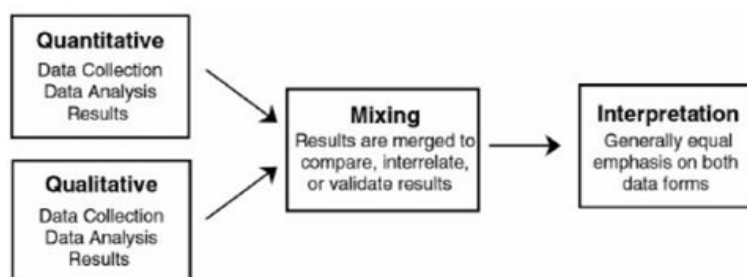 Quantitative
Data Collection
Data Analysis
Results
Qualitative
Data Collection
Data Analysis
Results
Mixing
Results are merged to
compare, interrelate,
or validate results
Interpretation
Generally equal
emphasis on both
data forms